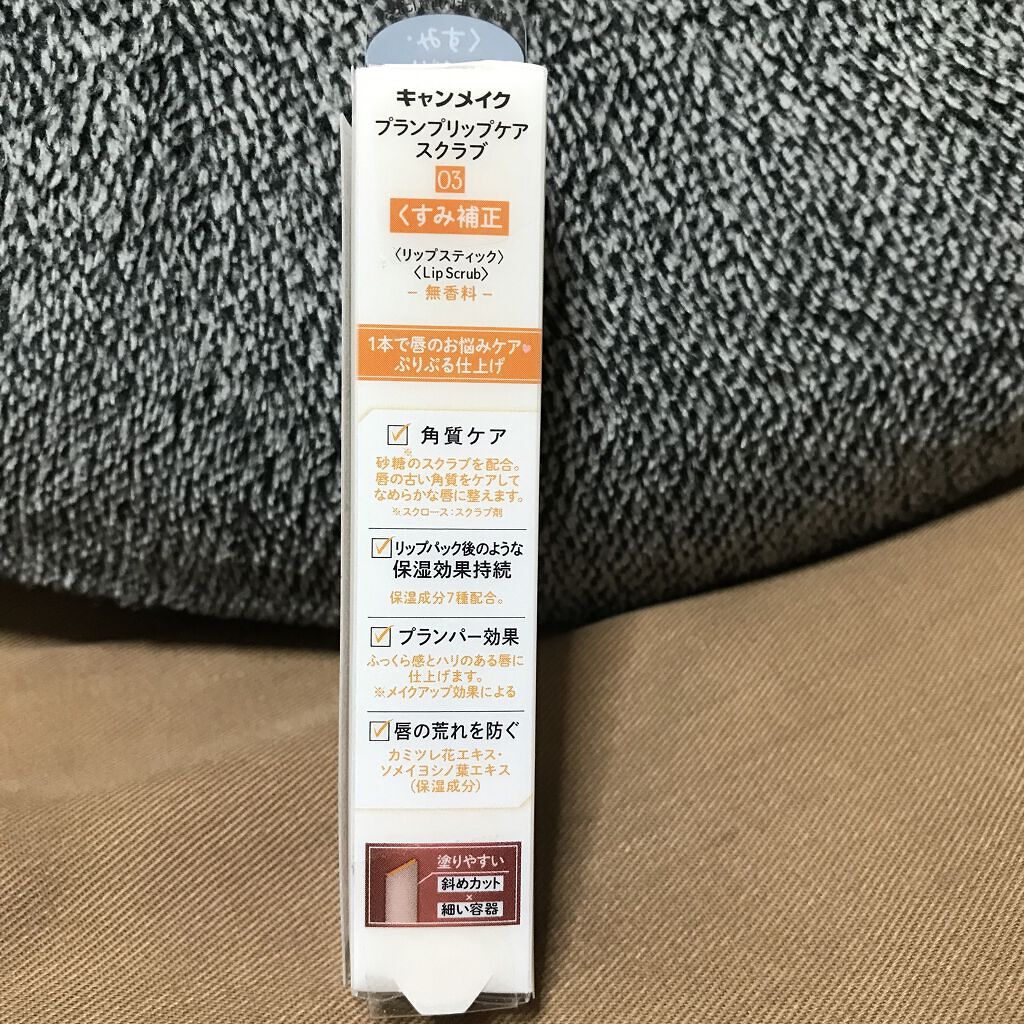 くすみ・
キャンメイク
プランプリップケア
スクラブ
03
くすみ補正
〈リップスティック〉
〈Lip Scrub〉
- 無香料 -
1本で唇のお悩みケア♥
ぷりぷる仕上げ
角質ケア
砂糖※のスクラブを配合。
唇の古い角質をケアして
なめらかな唇に整えます。
※スクロース:スクラブ剤
リップパック後のような
保湿効果持続
保湿成分7種配合。
プランパー効果
ふっくら感とハリのある唇に
仕上げます。
※メイクアップ効果による
唇の荒れを防ぐ
カミツレ花エキス・
ソメイヨシノ葉エキス
(保湿成分)
塗りやすい
斜めカット
×
細い容器